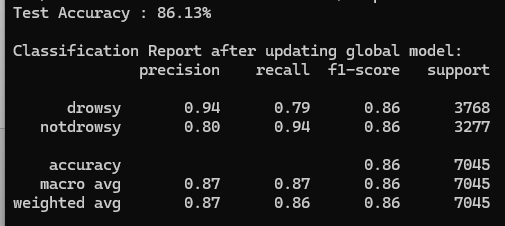 Test Accuracy : 86.13%
Classification Report after updating global model:
precision recall f1-score support
drowsy 0.94 0.79 0.86 3768
notdrowsy 0.80 0.94 0.86 3277
accuracy 0.86 7045
macro avg 0.87 0.87 0.86 7045
weighted avg 0.87 0.86 0.86 7045